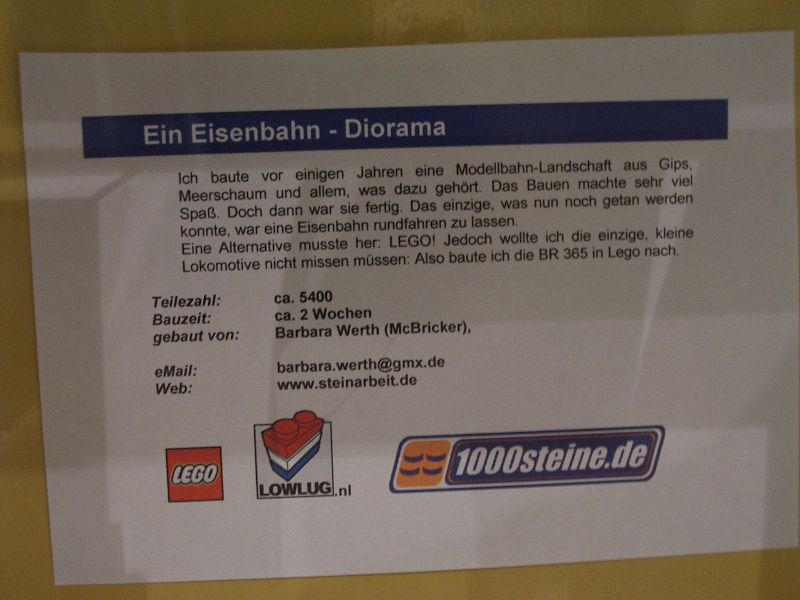 Ein Eisenbahn - Diorama
Ich baute vor einigen Jahren eine Modellbahn-Landschaft aus Gips,
Meerschaum und allem, was dazu gehört. Das Bauen machte sehr viel
Spaß. Doch dann war sie fertig. Das einzige, was nun noch getan werden
konnte, war eine Eisenbahn rundfahren zu lassen.
Eine Alternative musste her: LEGO! Jedoch wollte ich die einzige, kleine
Lokomotive nicht missen müssen: Also baute ich die BR 365 in Lego nach.
Teilezahl: ca. 5400
Bauzeit: ca. 2 Wochen
gebaut von: Barbara Werth (McBricker),
eMail: barbara.werth@gmx.de
Web: www.steinarbeit.de
LEGO
LOWLUG.nl
1000steine.de